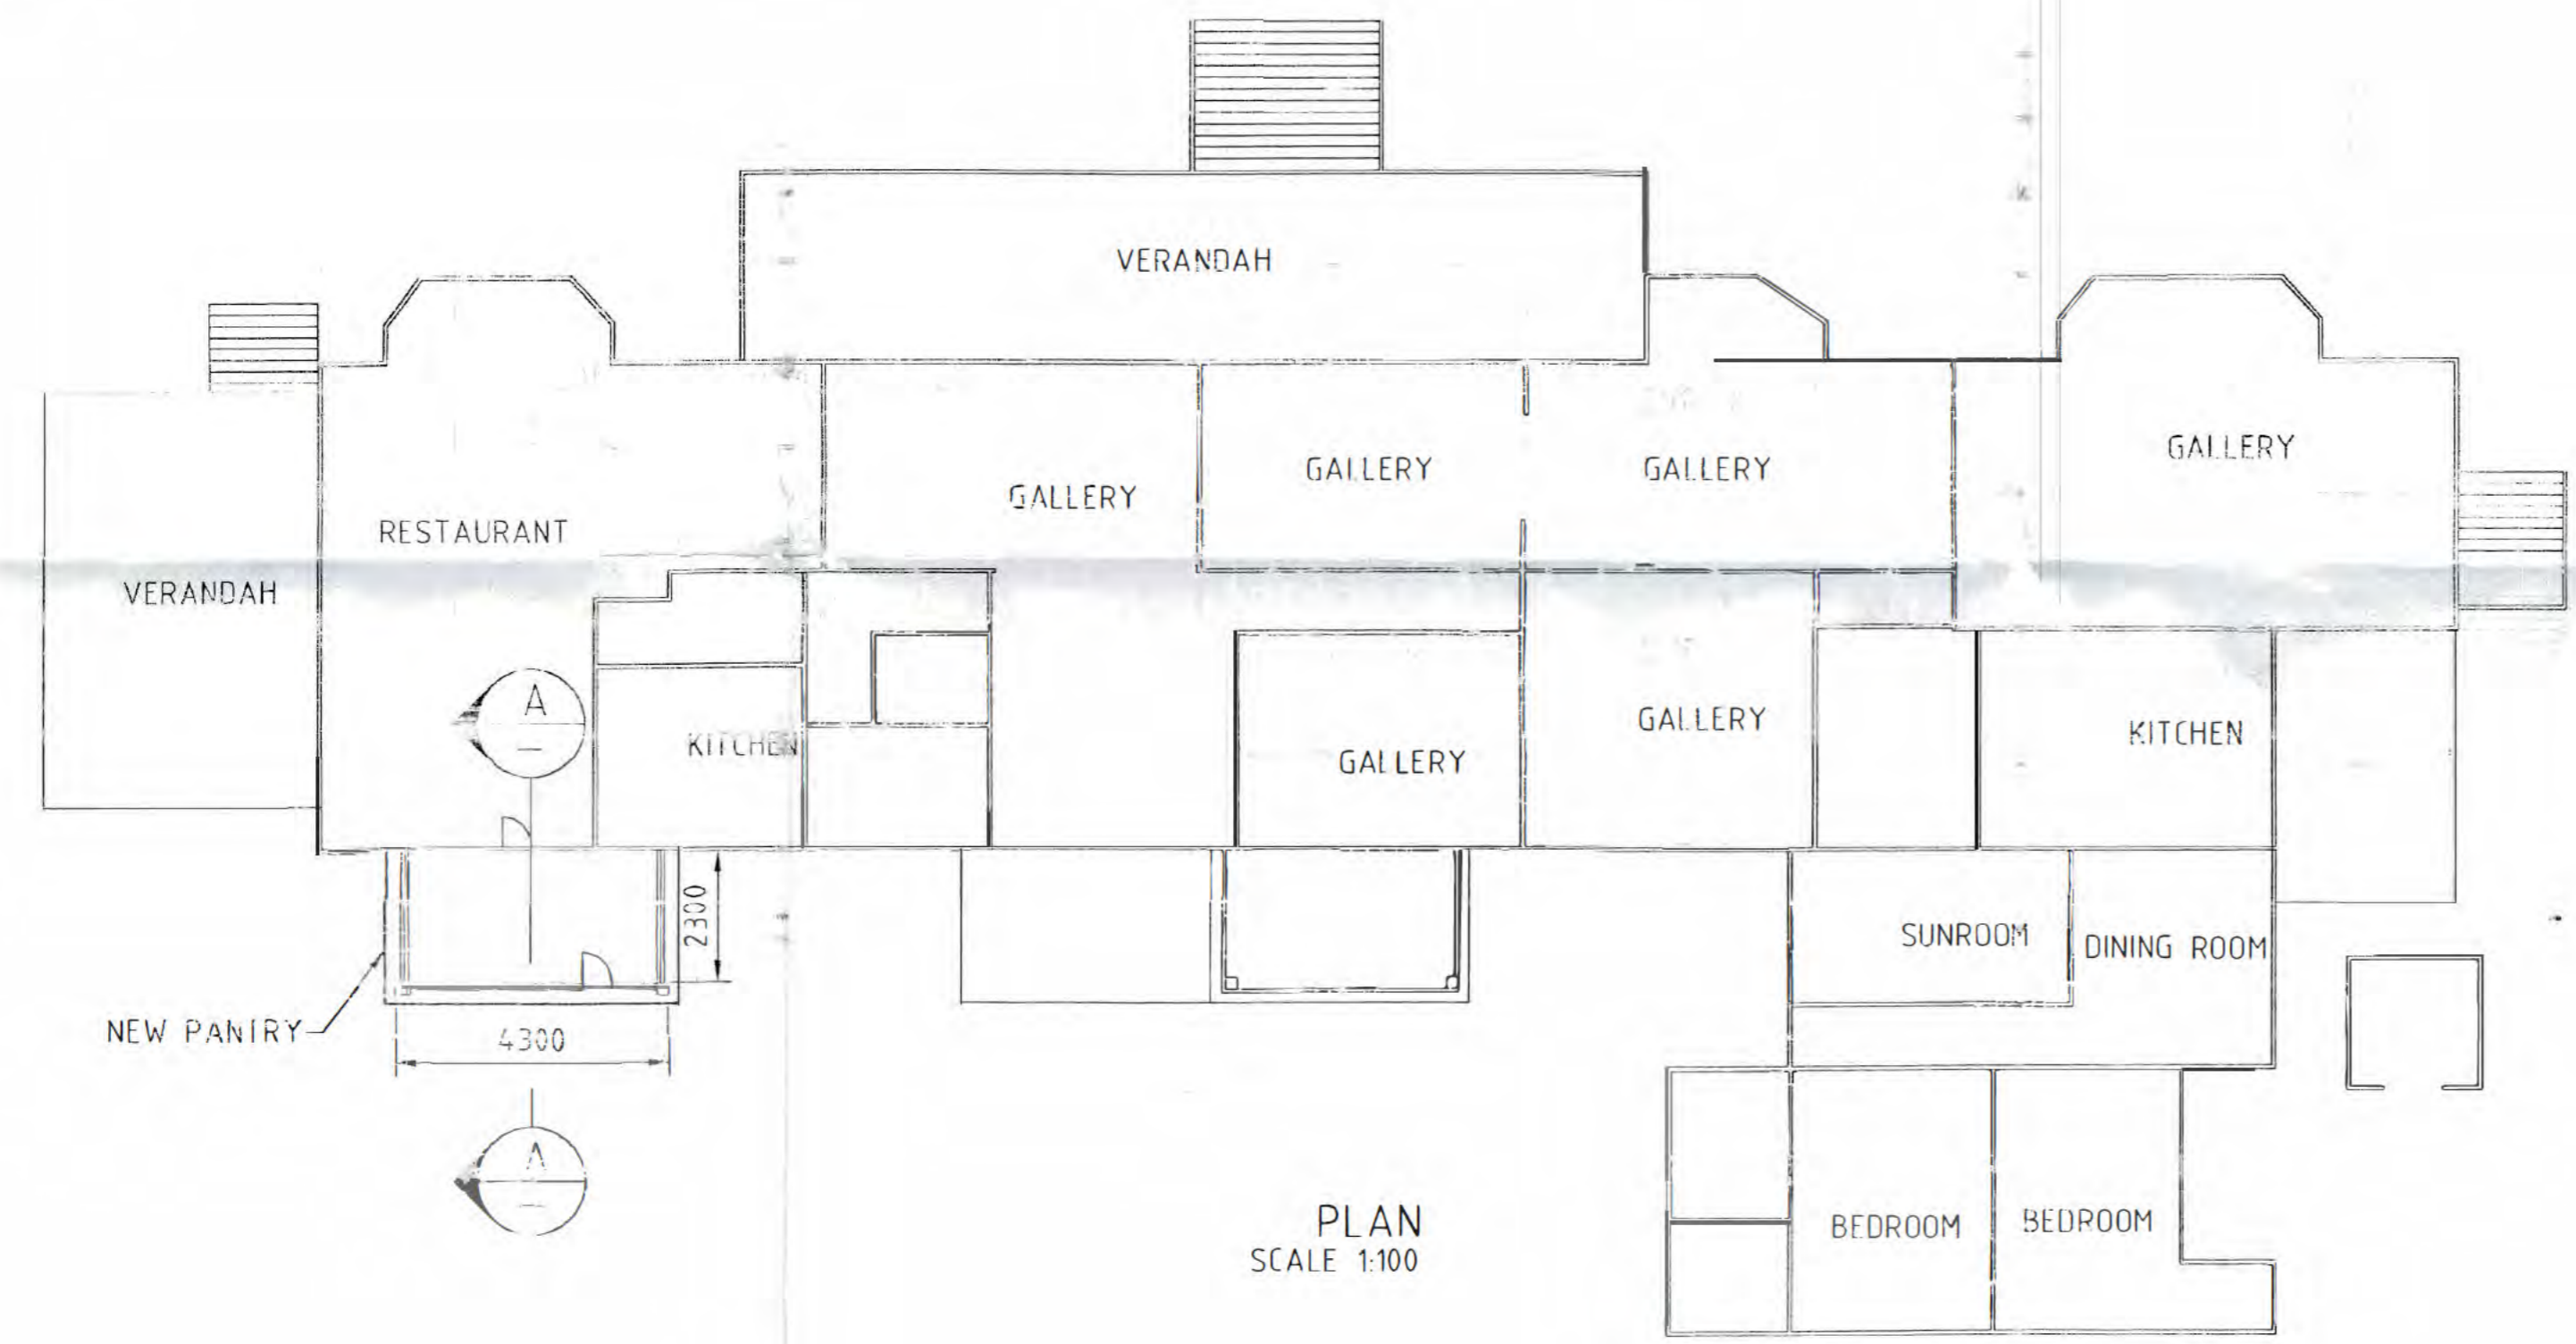 VERANDAH
GALLERY
GALLERY
GALLERY
GALLERY
RESTAURANT
VERANDAH
A
KITCHEN
GALLERY
GALLERY
KITCHEN
2300
SUNROOM
DINING ROOM
NEW PANTRY
4300
A
PLAN
SCALE 1:100
BEDROOM
BEDROOM